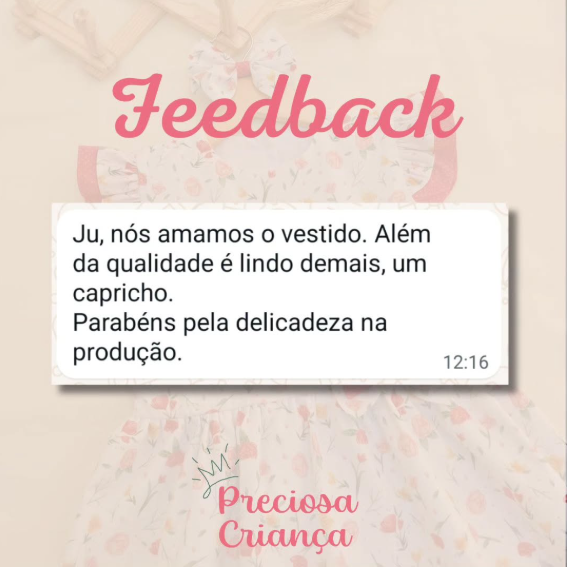 Feedback
Ju, nós amamos o vestido. Além
da qualidade é lindo demais, um
capricho.
Parabéns pela delicadeza na
produção.
12:16
Preciosa
Criança